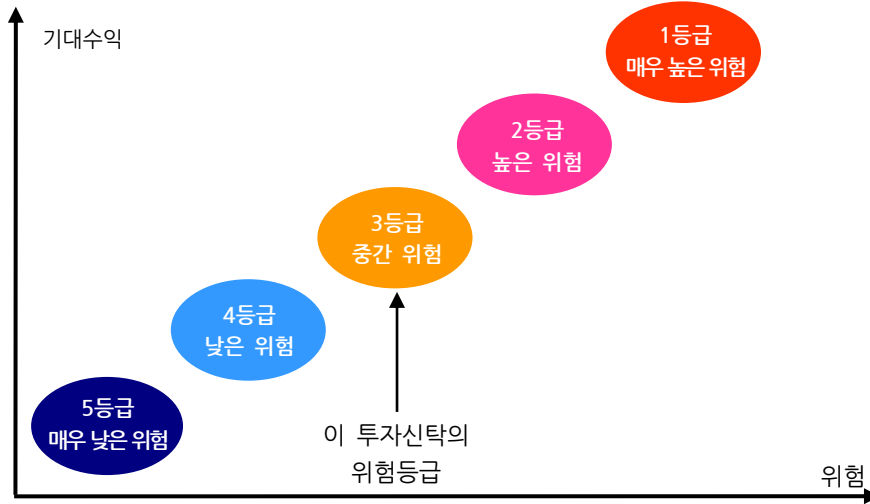 기대수익
1등급
매우 높은 위험
2등급
높은 위험
3등급
중간 위험
4등급
낮은 위험
5등급
매우 낮은 위험
이 투자신탁의
위험등급
위험